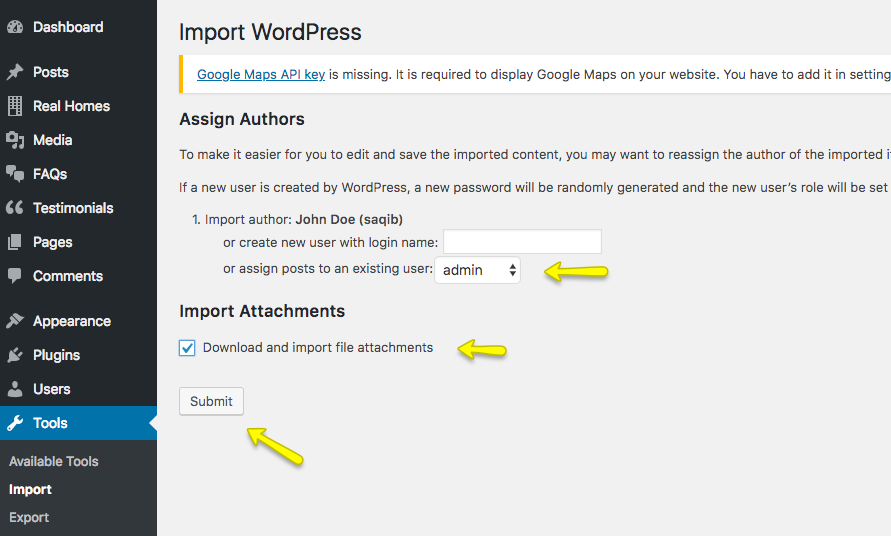 Dashboard
Posts
Real Homes
Media
FAQs
Testimonials
Pages
Comments
Appearance
Plugins
Users
Tools
Available Tools
Import
Export
Import WordPress
Google Maps API key is missing. It is required to display Google Maps on your website. You have to add it in setting
Assign Authors
To make it easier for you to edit and save the imported content, you may want to reassign the author of the imported i
If a new user is created by WordPress, a new password will be randomly generated and the new user’s role will be set
1. Import author: John Doe (saqib)
or create new user with login name:
or assign posts to an existing user: admin
Import Attachments
Download and import file attachments
Submit